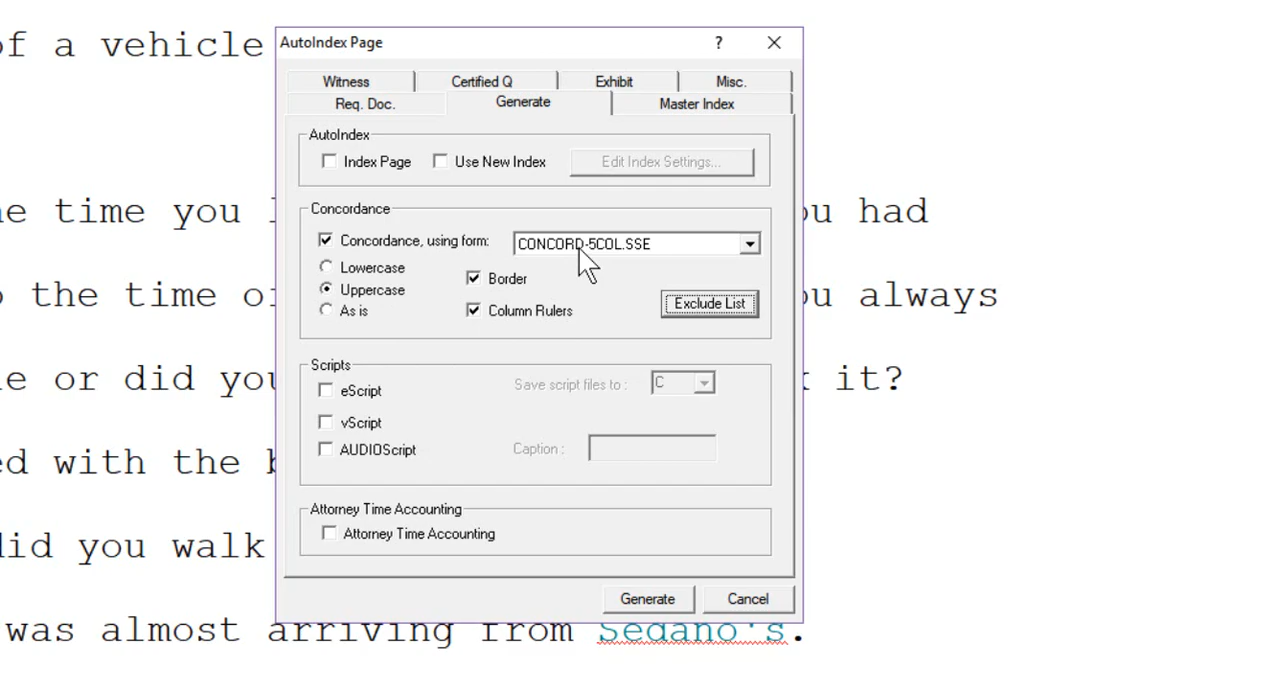 of a vehicle
AutoIndex Page ?
Witness Certified Q Exhibit Misc.
Req. Doc. Generate Master Index
AutoIndex
Index Page Use New Index Edit Index Settings...
he time you had
Concordance
Concordance, using form: CONCORD-5COL.SSE
Lowercase
Border
Uppercase Exclude List
the time of always
As is Column Rulers
Scripts
eScript Save script files to : C
or did you it?
vScript
AUDIOScript Caption :
ed with the
Attorney Time Accounting
Attorney Time Accounting
did you walk
Generate Cancel
was almost arriving from Sedano's.